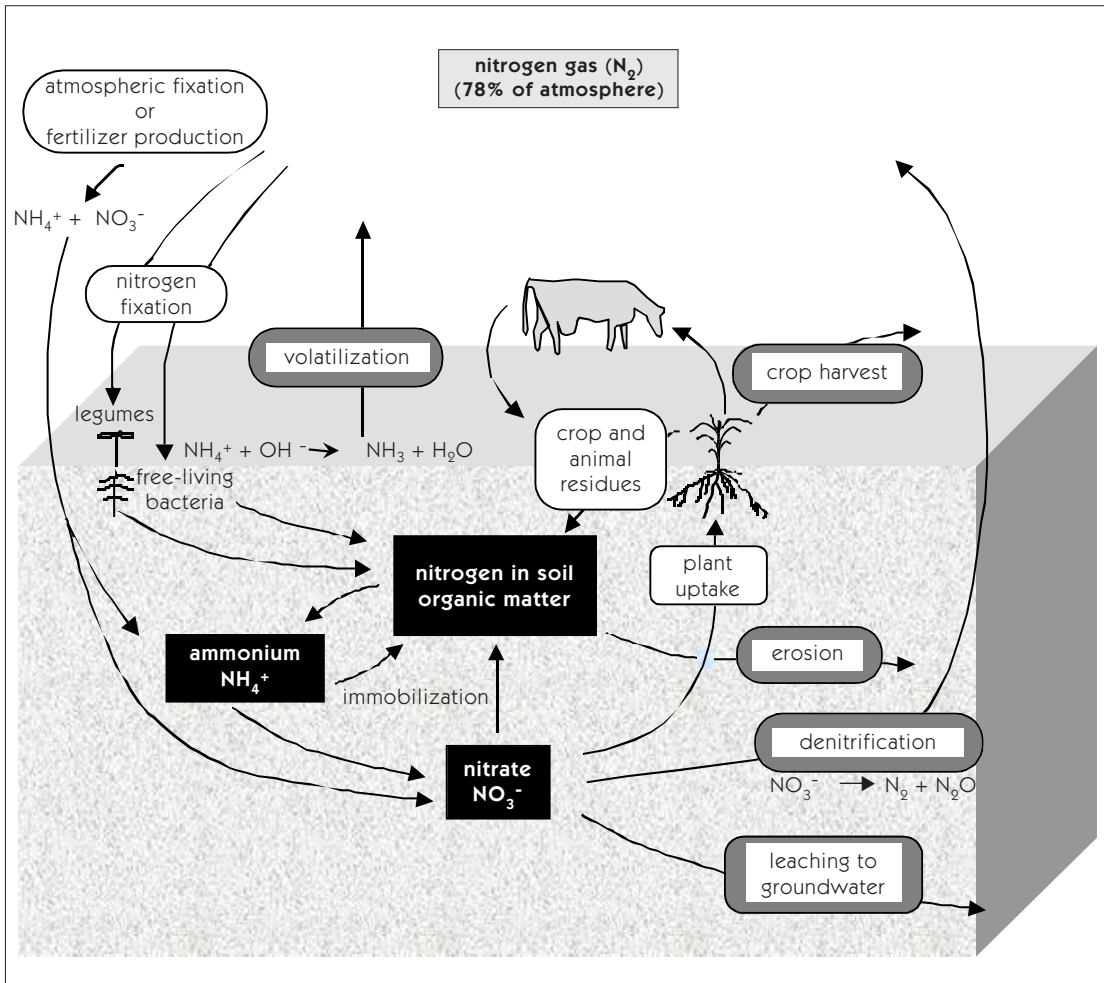 nitrogen gas (N₂)
(78% of atmosphere)
atmospheric fixation
or
fertilizer production
NH₄⁺ + NO₃⁻
nitrogen
fixation
volatilization
crop harvest
legumes
NH₄⁺ + OH ⁻ → NH₃ + H₂O
crop and
animal
residues
free-living
bacteria
nitrogen in soil
organic matter
plant
uptake
ammonium
NH₄⁺
erosion
immobilization
denitrification
nitrate
NO₃⁻
NO₃⁻ → N₂ + N₂O
leaching to
groundwater